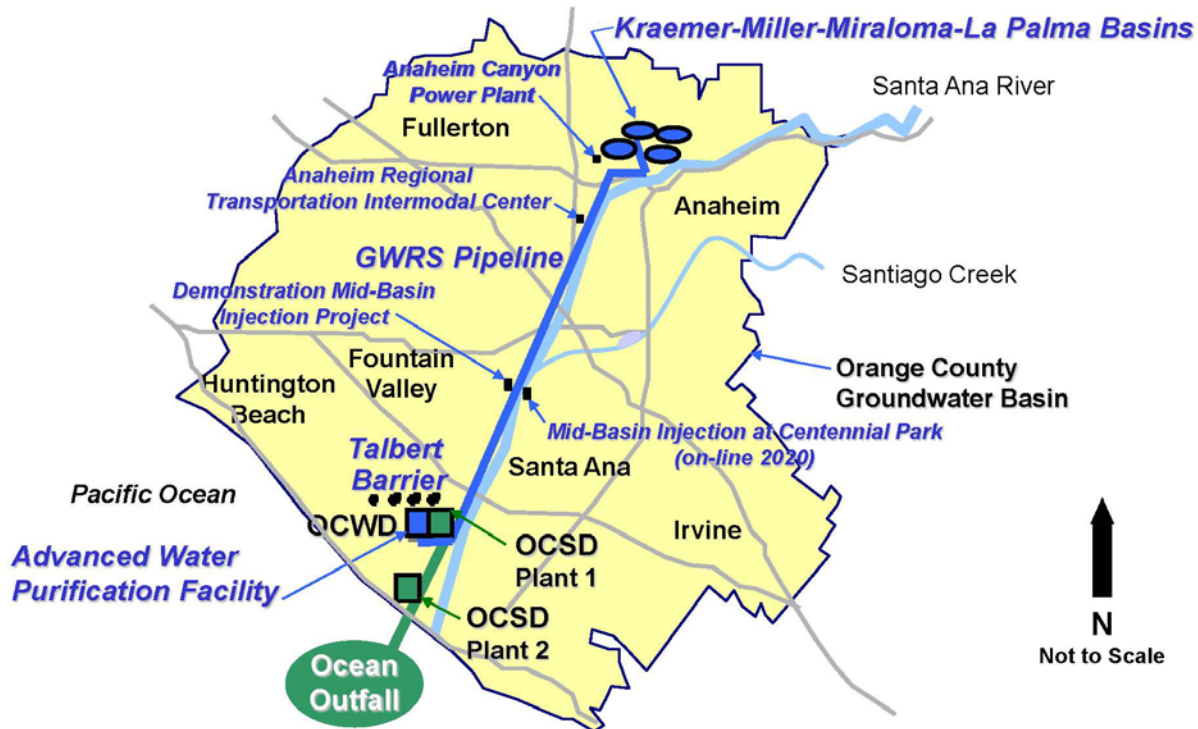 Kraemer-Miller-Miraloma-La Palma Basins
Anaheim Canyon
Power Plant
Santa Ana River
Fullerton
Anaheim Regional
Transportation Intermodal Center
Anaheim
GWRS Pipeline
Santiago Creek
Demonstration Mid-Basin
Injection Project
Fountain
Valley
Orange County
Groundwater Basin
Huntington
Beach
Mid-Basin Injection at Centennial Park
(on-line 2020)
Talbert
Barrier
Santa Ana
Pacific Ocean
OCWD
Irvine
Advanced Water
Purification Facility
OCSD
Plant 1
OCSD
Plant 2
N
Not to Scale
Ocean
Outfall